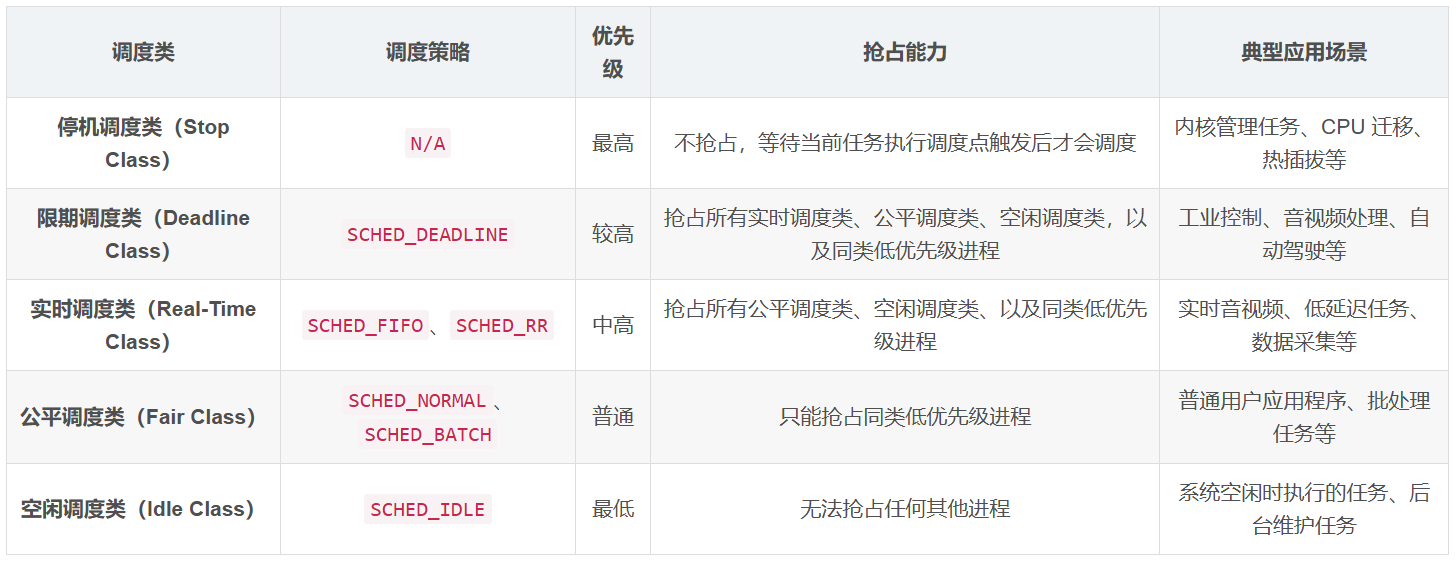 调度类 调度策略 优先级 抢占能力 典型应用场景
停机调度类（Stop
Class） N/A 最高 不抢占，等待当前任务执行调度点触发后才会调度 内核管理任务、CPU 迁移、
热插拔等
限期调度类（Deadline
Class） SCHED_DEADLINE 较高 抢占所有实时调度类、公平调度类、空闲调度类，以
及同类低优先级进程 工业控制、音视频处理、自
动驾驶等
实时调度类（Real-Time
Class） SCHED_FIFO、SCHED_RR 中高 抢占所有公平调度类、空闲调度类、以及同类低优先
级进程 实时音视频、低延迟任务、
数据采集等
公平调度类（Fair Class） SCHED_NORMAL、
SCHED_BATCH 普通 只能抢占同类低优先级进程 普通用户应用程序、批处理
任务等
空闲调度类（Idle Class） SCHED_IDLE 最低 无法抢占任何其他进程 系统空闲时执行的任务、后
台维护任务